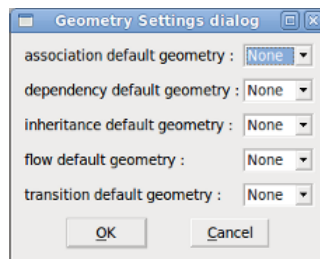 Geometry Settings dialog
association default geometry : None
dependency default geometry : None
inheritance default geometry : None
flow default geometry : None
transition default geometry : None
OK Cancel